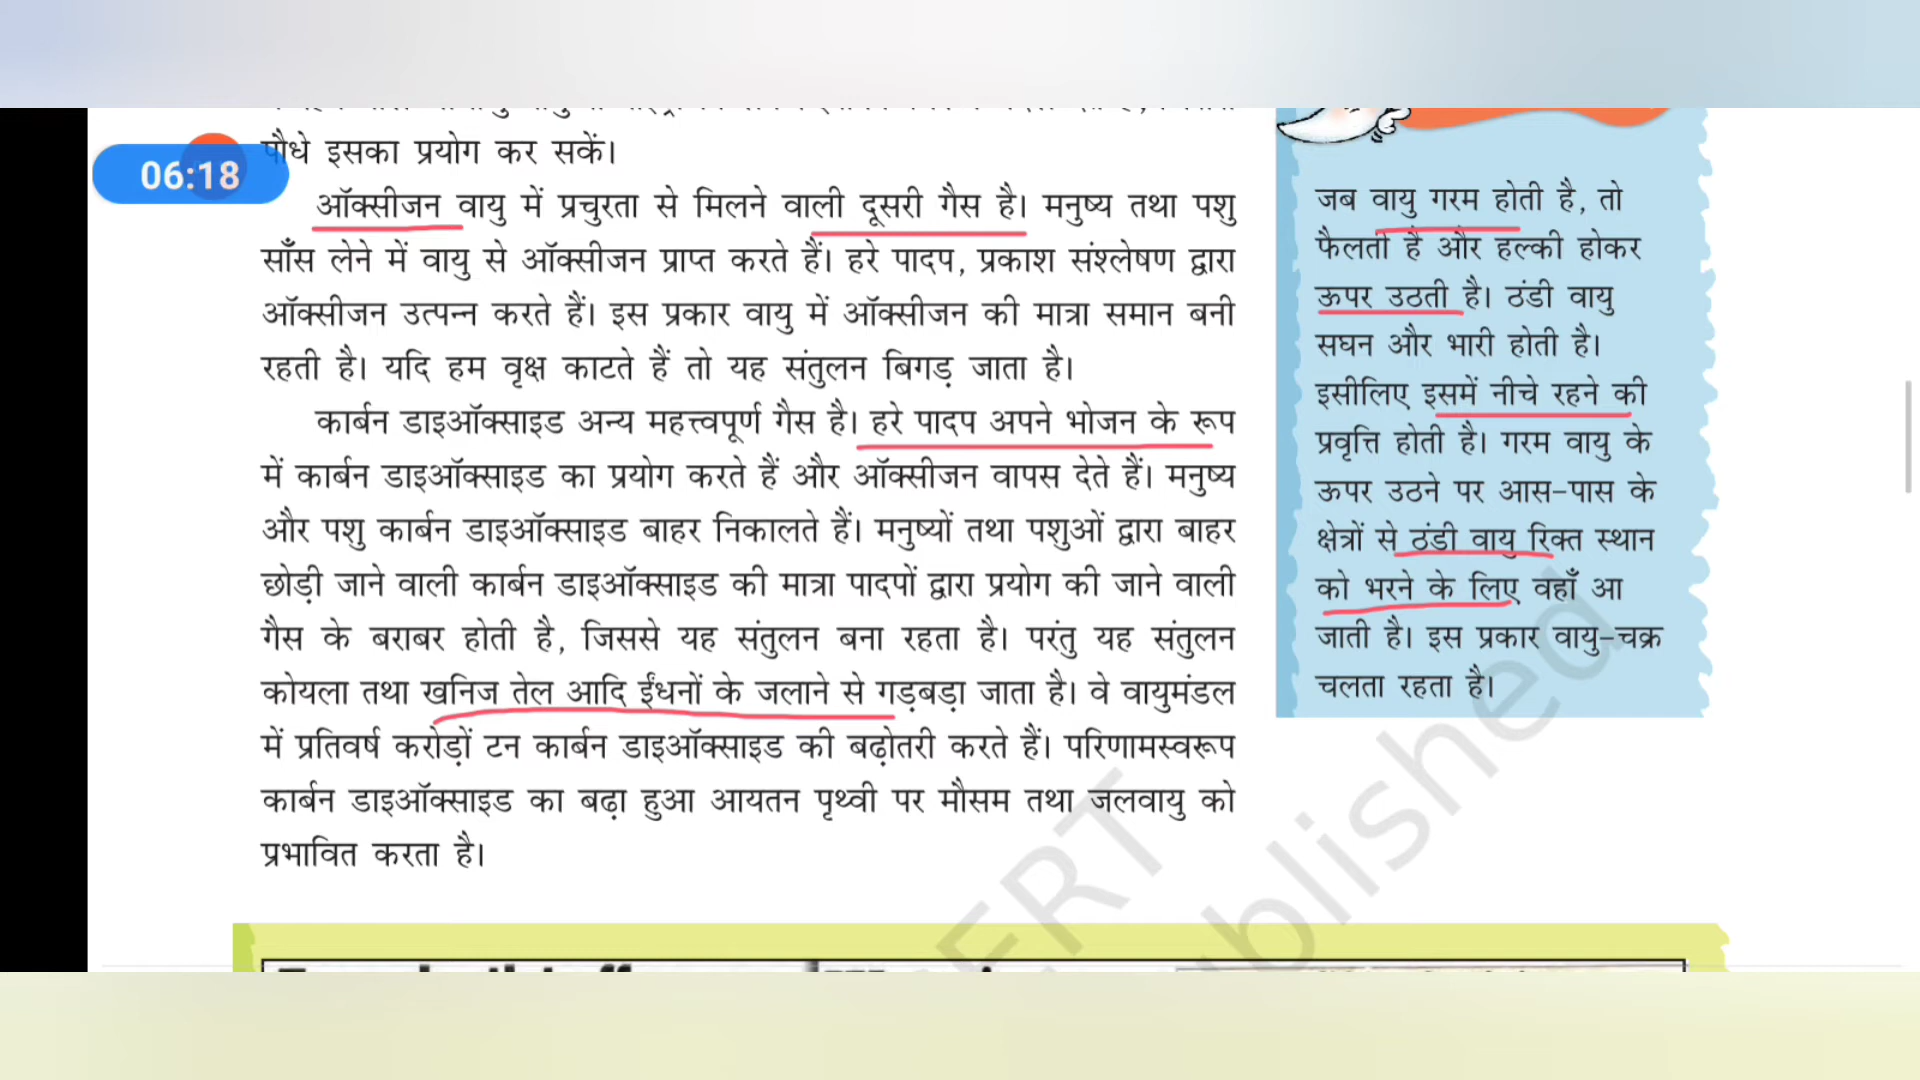 06:18
पौधे इसका प्रयोग कर सकें।
ऑक्सीजन वायु में प्रचुरता से मिलने वाली दूसरी गैस है। मनुष्य तथा पशु
साँस लेने में वायु से ऑक्सीजन प्राप्त करते हैं। हरे पादप, प्रकाश संश्लेषण द्वारा
ऑक्सीजन उत्पन्न करते हैं। इस प्रकार वायु में ऑक्सीजन की मात्रा समान बनी
रहती है। यदि हम वृक्ष काटते हैं तो यह संतुलन बिगड़ जाता है।
कार्बन डाइऑक्साइड अन्य महत्त्वपूर्ण गैस है। हरे पादप अपने भोजन के रूप
में कार्बन डाइऑक्साइड का प्रयोग करते हैं और ऑक्सीजन वापस देते हैं। मनुष्य
और पशु कार्बन डाइऑक्साइड बाहर निकालते हैं। मनुष्यों तथा पशुओं द्वारा बाहर
छोड़ी जाने वाली कार्बन डाइऑक्साइड की मात्रा पादपों द्वारा प्रयोग की जाने वाली
गैस के बराबर होती है, जिससे यह संतुलन बना रहता है। परंतु यह संतुलन
कोयला तथा खनिज तेल आदि ईंधनों के जलाने से गड़बड़ा जाता है। वे वायुमंडल
में प्रतिवर्ष करोड़ों टन कार्बन डाइऑक्साइड की बढ़ोतरी करते हैं। परिणामस्वरूप
कार्बन डाइऑक्साइड का बढ़ा हुआ आयतन पृथ्वी पर मौसम तथा जलवायु को
प्रभावित करता है।
जब वायु गरम होती है, तो
फैलती है और हल्की होकर
ऊपर उठती है। ठंडी वायु
सघन और भारी होती है।
इसीलिए इसमें नीचे रहने की
प्रवृत्ति होती है। गरम वायु के
ऊपर उठने पर आस-पास के
क्षेत्रों से ठंडी वायु रिक्त स्थान
को भरने के लिए वहाँ आ
जाती है। इस प्रकार वायु-चक्र
चलता रहता है।